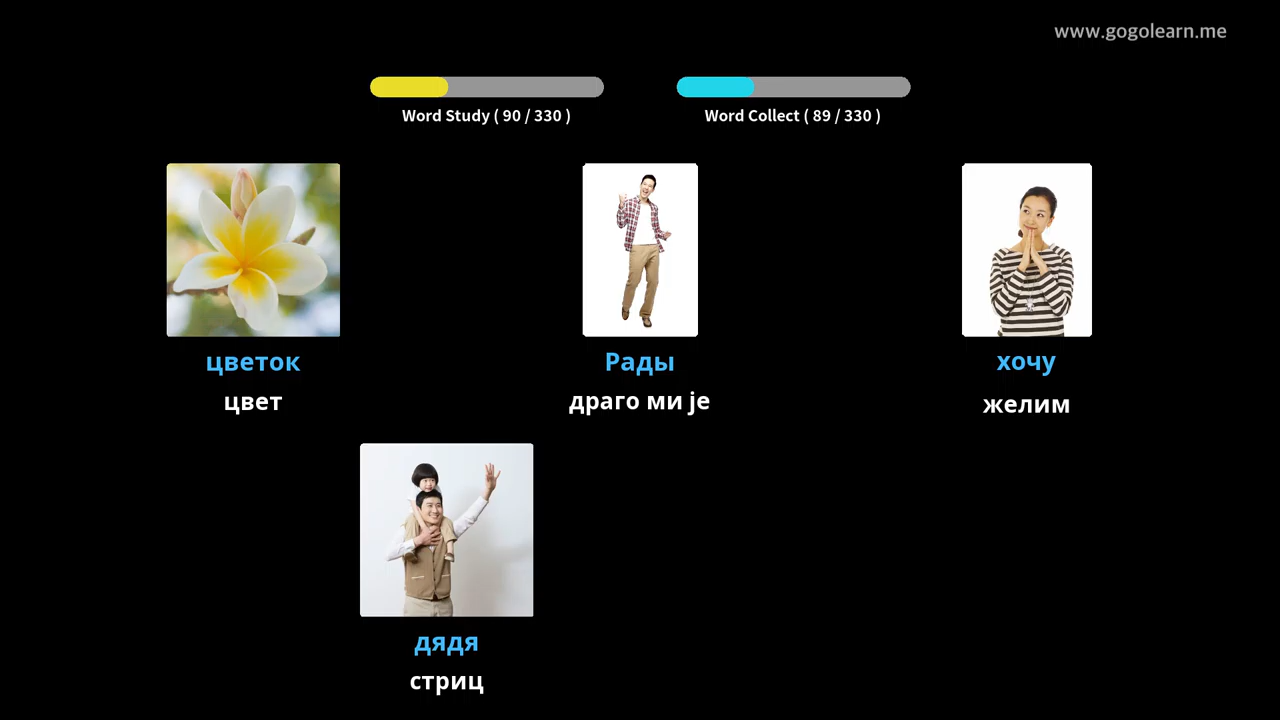 www.gogolearn.me
Word Study ( 90 / 330 )
Word Collect ( 89 / 330 )
цветок
Рады
хочу
цвет
драго ми је
желим
дядя
стриц